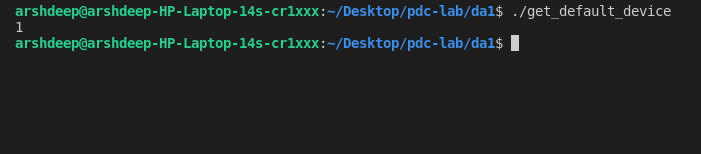 arshdeep@arshdeep-HP-Laptop-14s-cr1xxx:~/Desktop/pdc-lab/da1$ ./get_default_device
1
arshdeep@arshdeep-HP-Laptop-14s-cr1xxx:~/Desktop/pdc-lab/da1$